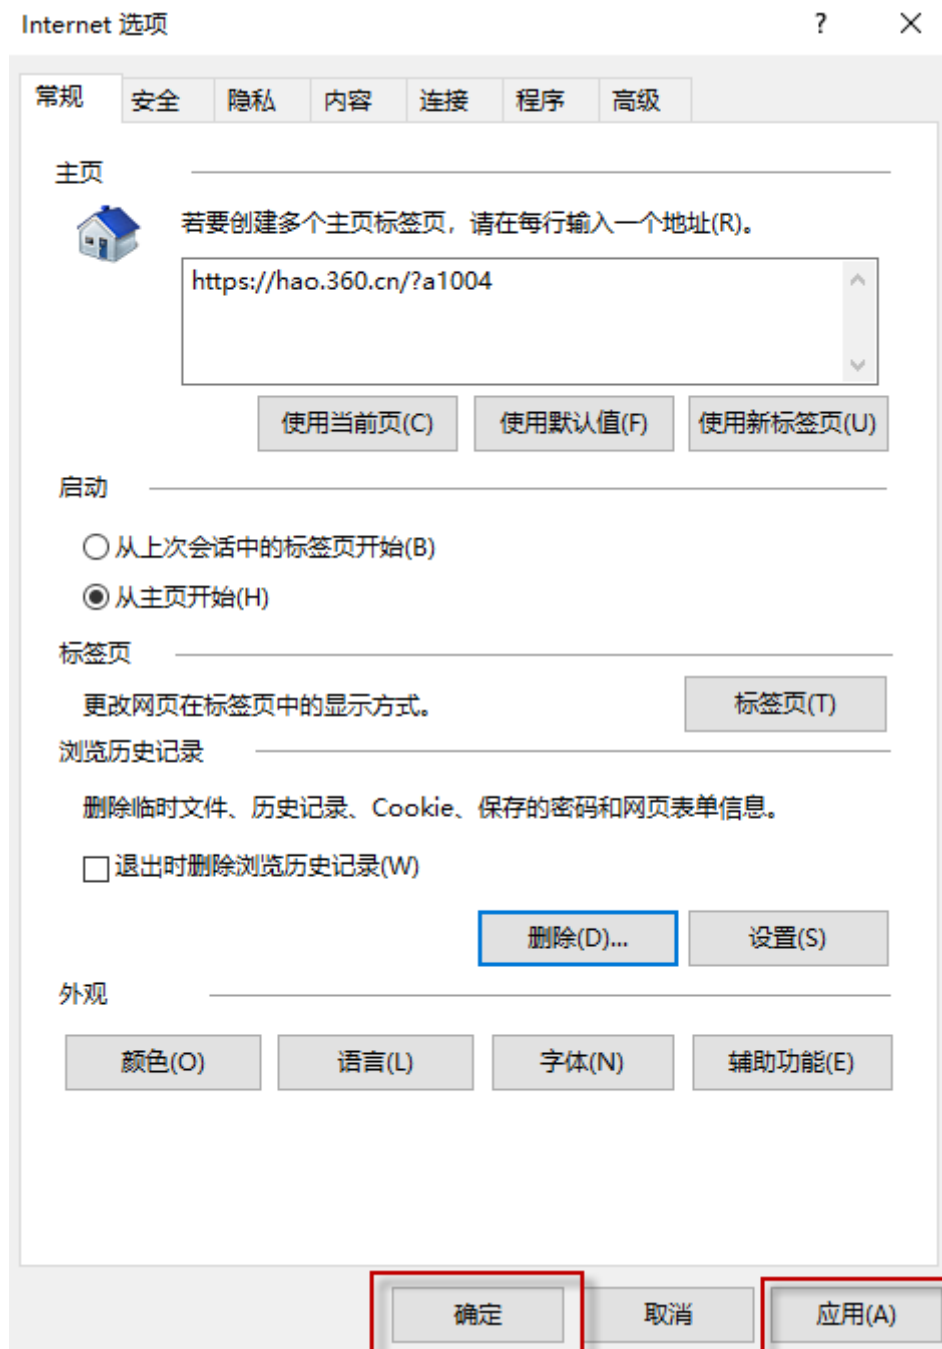 Internet 选项 ?
常规 安全 隐私 内容 连接 程序 高级
主页
若要创建多个主页标签页，请在每行输入一个地址(R)。
https://hao.360.cn/?a1004
使用当前页(C) 使用默认值(F) 使用新标签页(U)
启动
从上次会话中的标签页开始(B)
从主页开始(H)
标签页
更改网页在标签页中的显示方式。 标签页(T)
浏览历史记录
删除临时文件、历史记录、Cookie、保存的密码和网页表单信息。
退出时删除浏览历史记录(W)
删除(D)... 设置(S)
外观
颜色(O) 语言(L) 字体(N) 辅助功能(E)
确定 取消 应用(A)